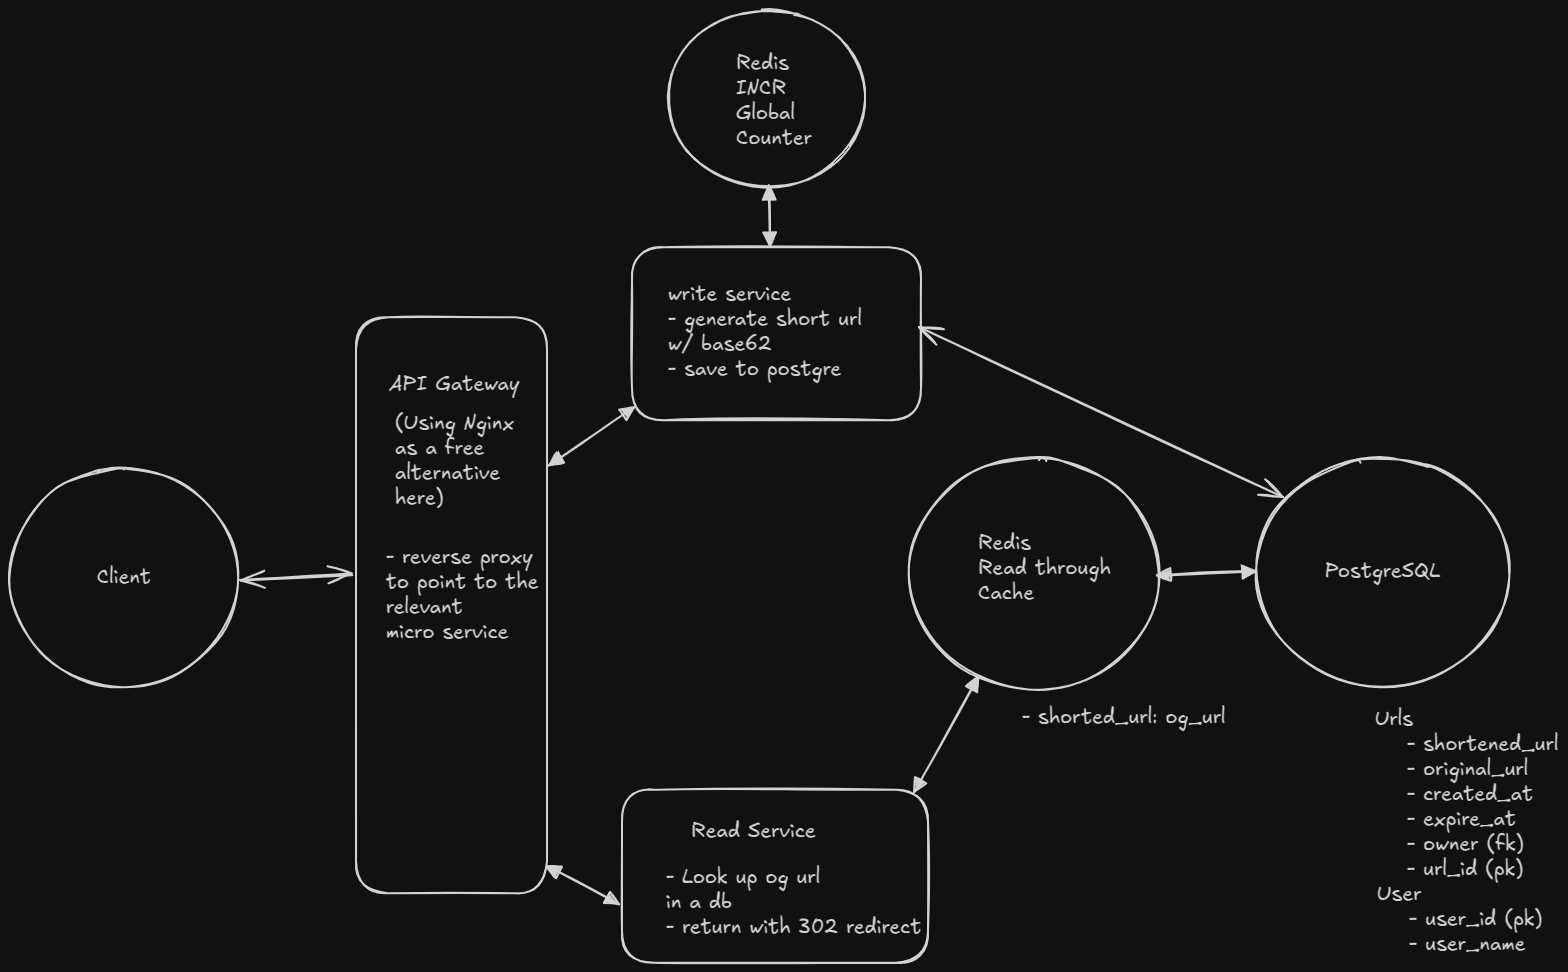 Redis
INCR
Global
Counter
write service
- generate short url
w/ base62
- save to postgre
API Gateway
(Using Nginx
as a free
alternative
here)
- reverse proxy
to point to the
relevant
micro service
Client
Redis
Read through
Cache
PostgreSQL
- shorted_url: og_url
Urls
- shortened_url
- original_url
- created_at
- expire_at
- owner (fk)
- url_id (pk)
User
- user_id (pk)
- user_name
Read Service
- Look up og url
in a db
- return with 302 redirect